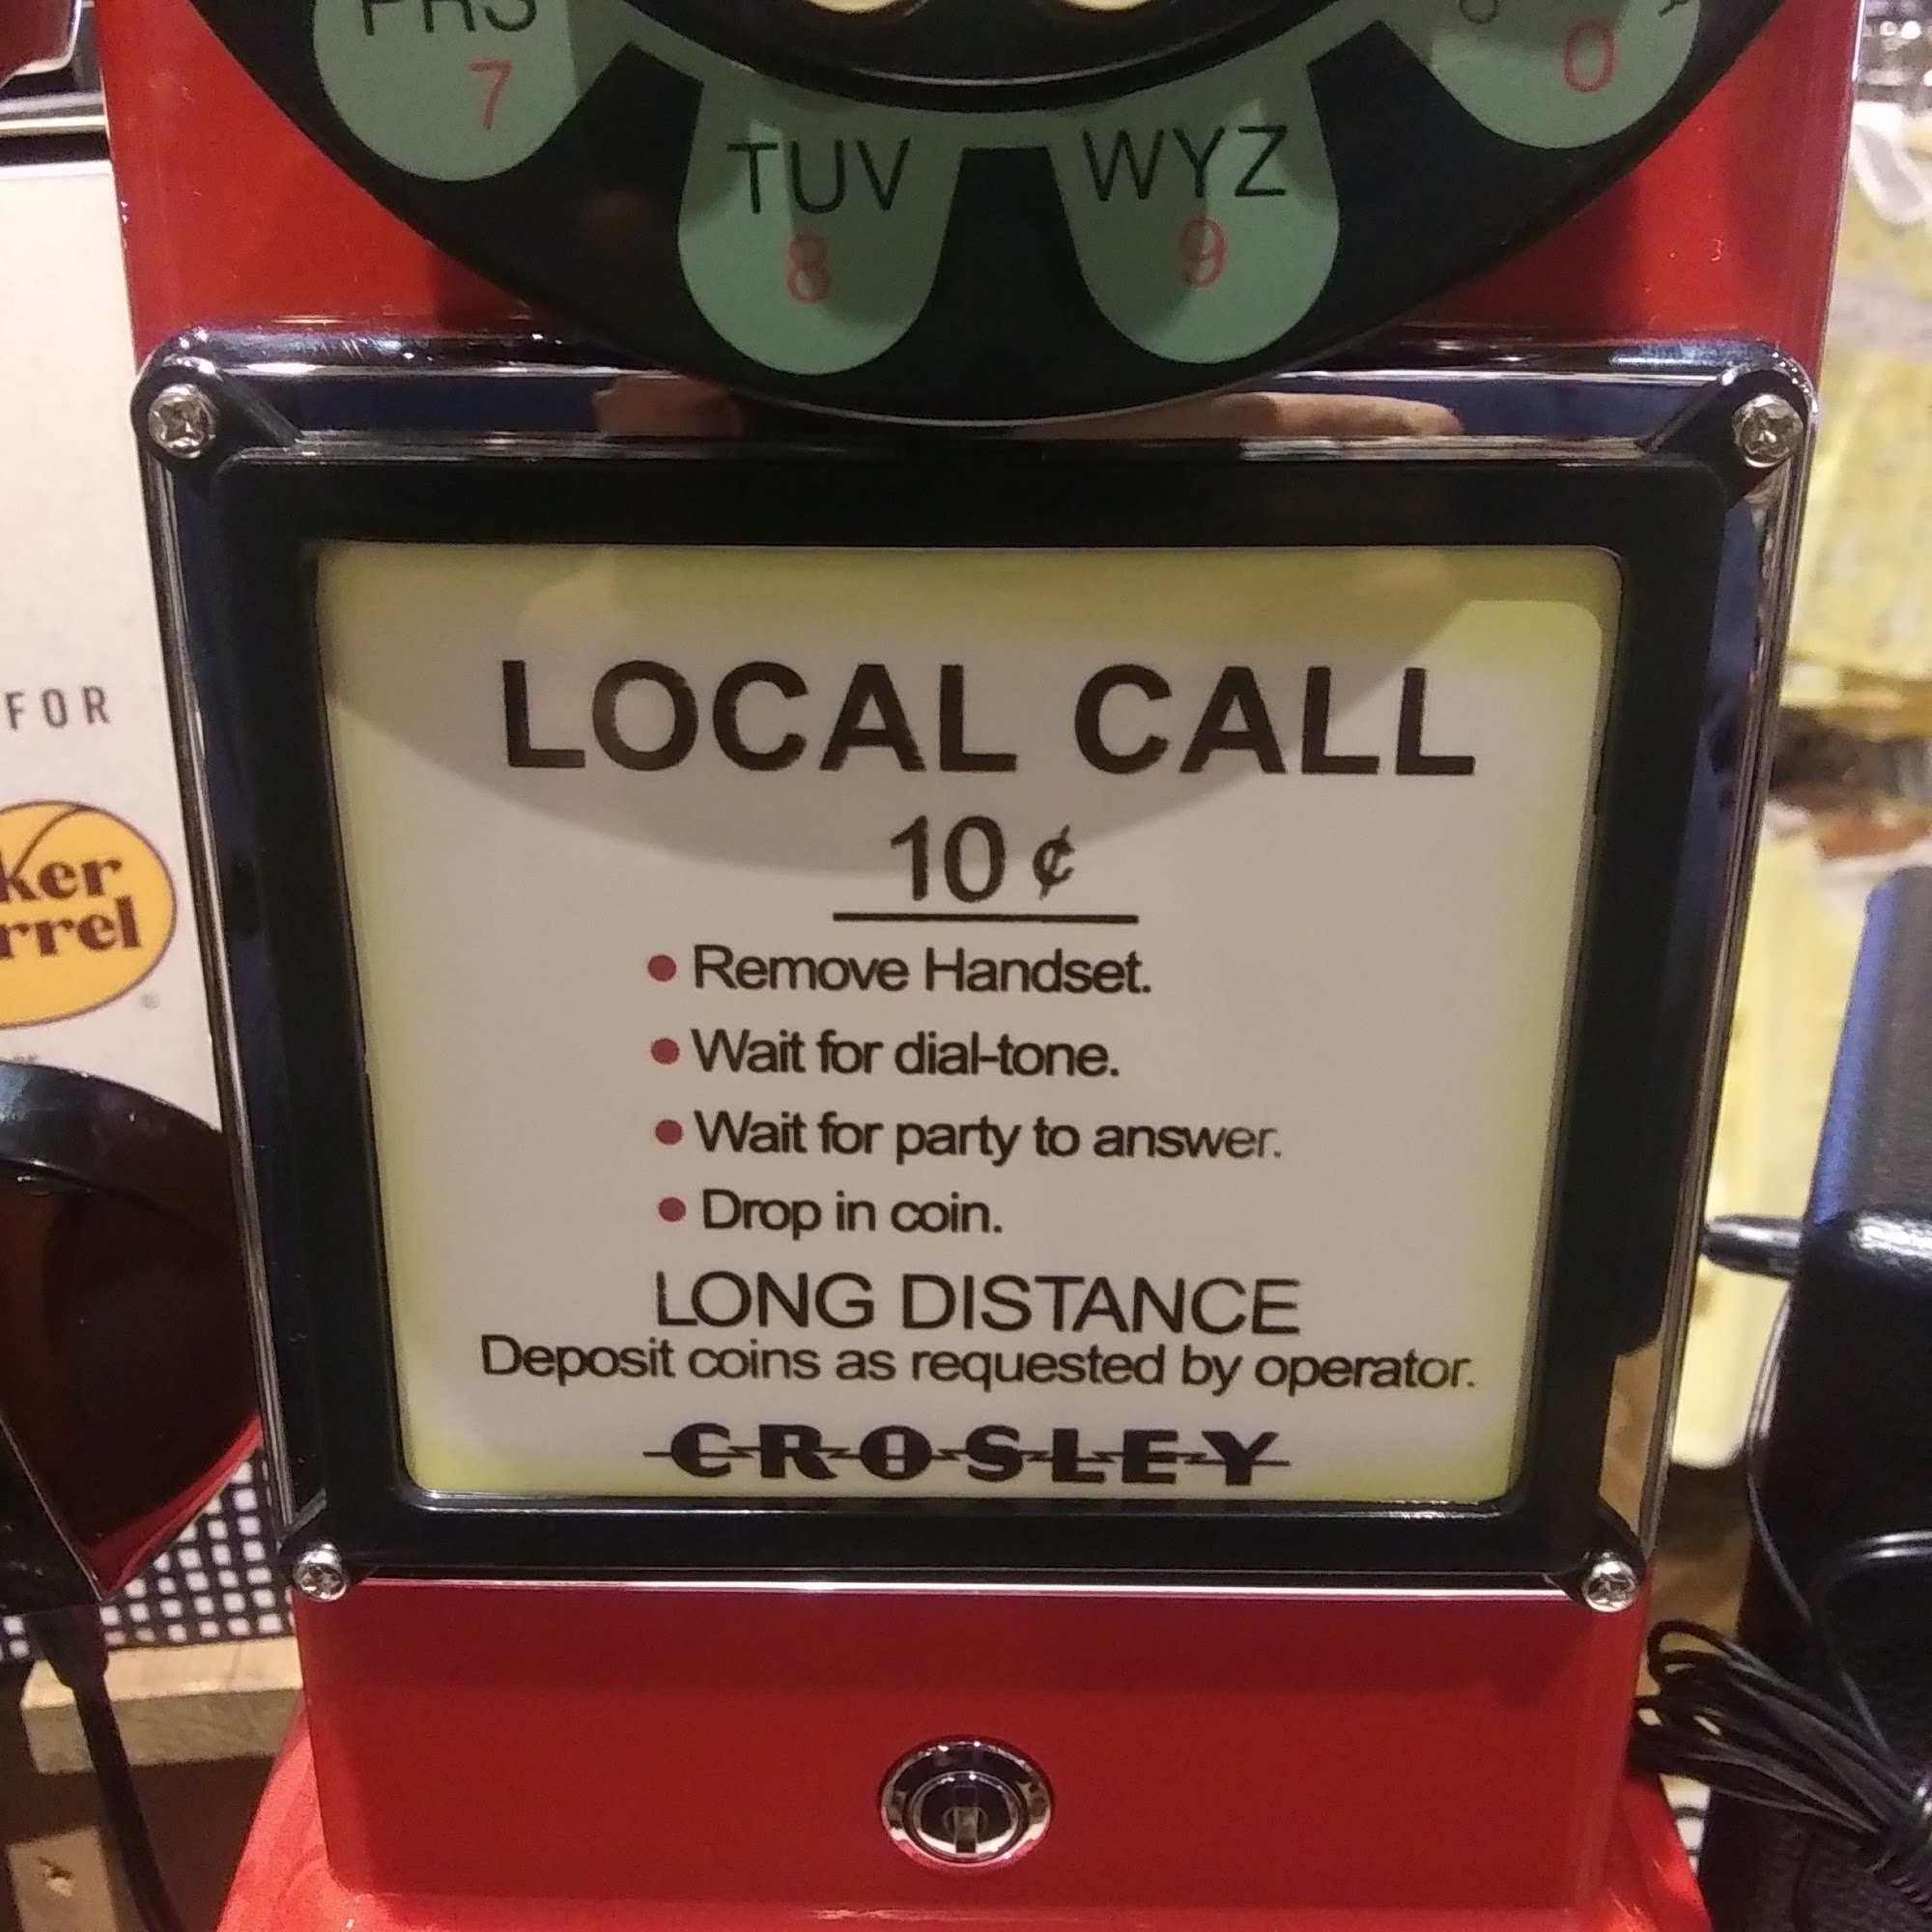 PRS
7
TUV
8
WYZ
9
0
FOR
ker
rrel
LOCAL CALL
10 ¢
• Remove Handset.
• Wait for dial-tone.
• Wait for party to answer.
• Drop in coin.
LONG DISTANCE
Deposit coins as requested by operator.
CROSLEY